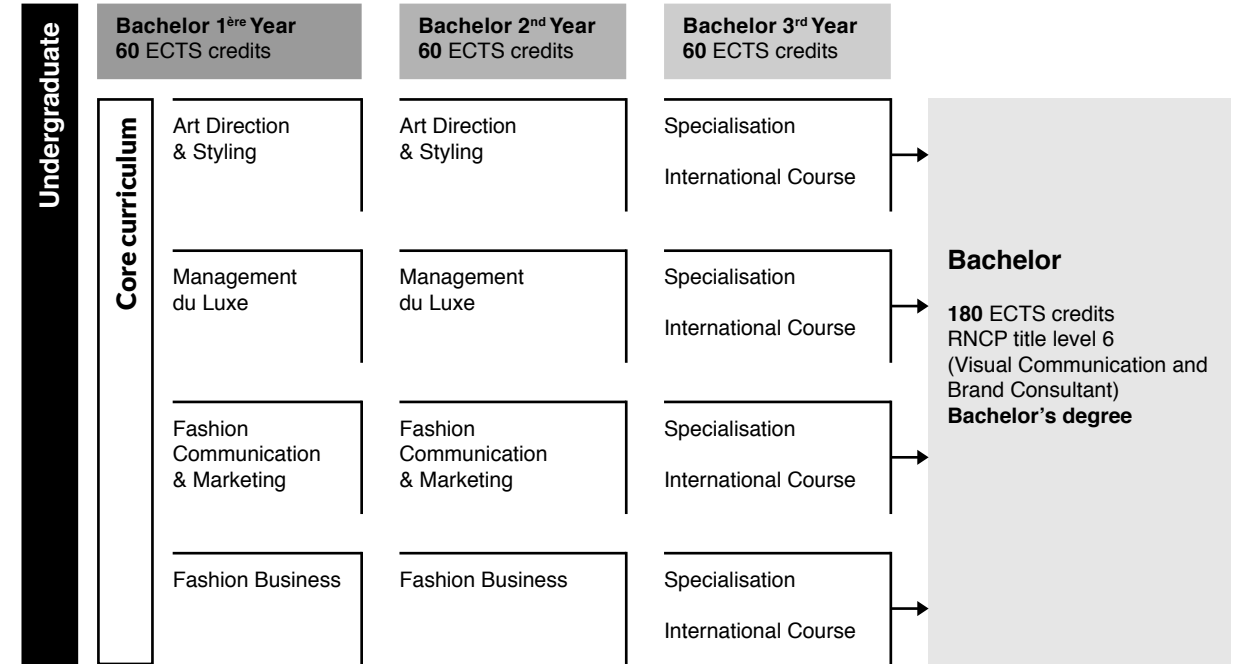 Undergraduate
Bachelor 1ère Year
60 ECTS credits
Bachelor 2nd Year
60 ECTS credits
Bachelor 3rd Year
60 ECTS credits
Core curriculum
Art Direction
& Styling
Art Direction
& Styling
Specialisation
International Course
Management
du Luxe
Management
du Luxe
Specialisation
International Course
Fashion
Communication
& Marketing
Fashion
Communication
& Marketing
Specialisation
International Course
Fashion Business
Fashion Business
Specialisation
International Course
Bachelor
180 ECTS credits
RNCP title level 6
(Visual Communication and
Brand Consultant)
Bachelor’s degree